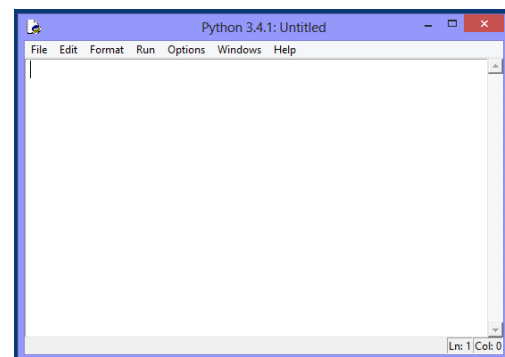 Python 3.4.1: Untitled
File Edit Format Run Options Windows Help
Ln: 1 Col: 0